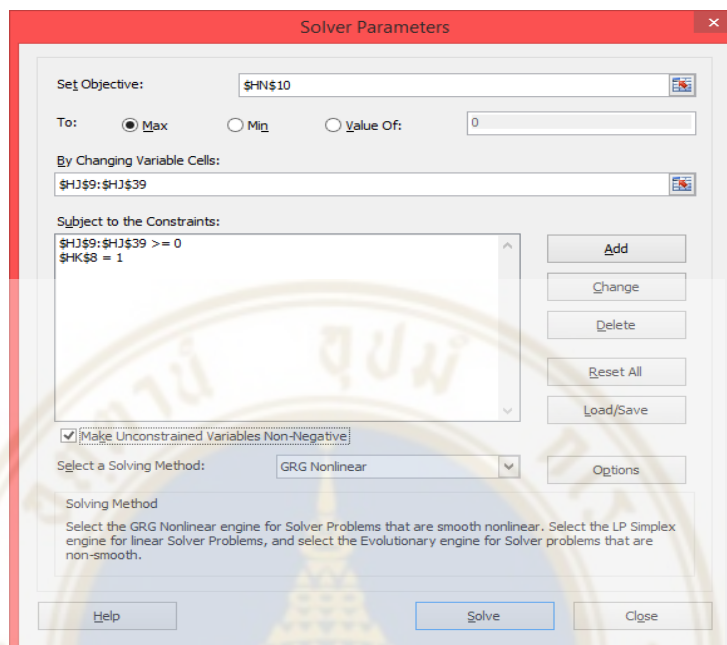 Solver Parameters
Set Objective: $HN$10
To: Max Min Value Of: 0
By Changing Variable Cells:
$HJ$9:$HJ$39
Subject to the Constraints:
$HJ$9:$HJ$39 >= 0
$HK$8 = 1
Add
Change
Delete
Reset All
Load/Save
Make Unconstrained Variables Non-Negative
Select a Solving Method: GRG Nonlinear Options
Solving Method
Select the GRG Nonlinear engine for Solver Problems that are smooth nonlinear. Select the LP Simplex
engine for linear Solver Problems, and select the Evolutionary engine for Solver problems that are
non-smooth.
Help Solve Close